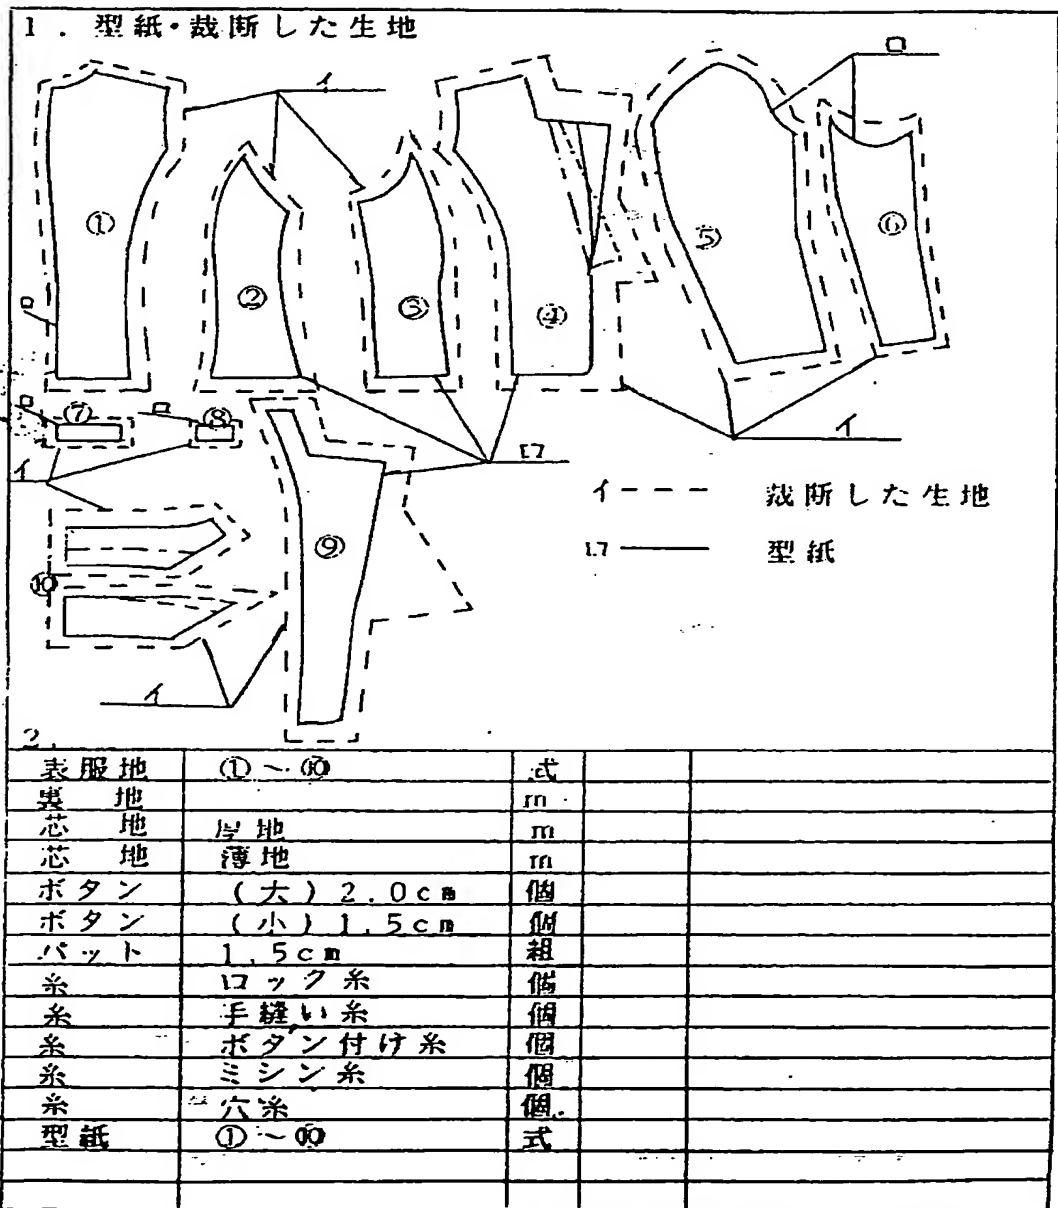 1．型紙・裁断した生地
イ
ロ
①
②
③
④
⑤
⑥
ロ
ロ
⑦
ロ
⑧
イ
ロ
イ
イ--- 裁断した生地
ロ―― 型紙
⑨
⑩
イ
2.
表服地 ①～⑩ 式
裏地 m
芯地 厚地 m
芯地 薄地 m
ボタン (大)2.0cm 個
ボタン (小)1.5cm 個
パット 1.5cm 組
糸 ロック糸 個
糸 手縫い糸 個
糸 ボタン付け糸 個
糸 ミシン糸 個
糸 穴糸 個
型紙 ①～⑩ 式